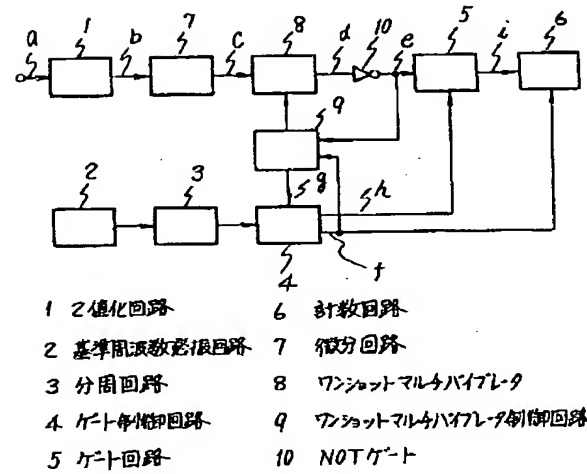 a 1 b 7 c 8 d 10 e 5 i 6
9
2 3 g h
4 f
1 2値化回路
2 基準周波数発振回路
3 分周回路
4 ゲート制御回路
5 ゲート回路
6 計数回路
7 微分回路
8 ワンショットマルチバイブレータ
9 ワンショットマルチバイブレータ制御回路
10 NOTゲート